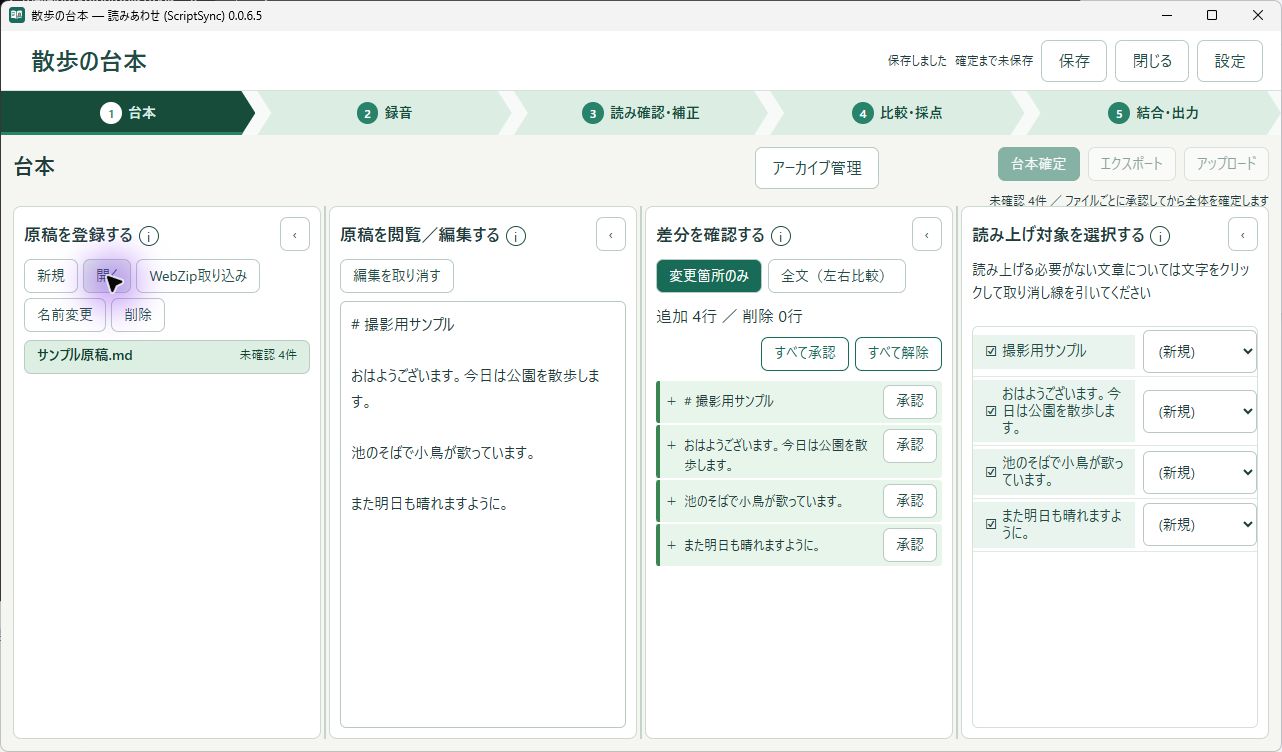 散歩の台本 — 読みあわせ (ScriptSync) 0.0.6.5
散歩の台本
保存しました 確定まで未保存
保存
閉じる
設定
1 台本
2 録音
3 読み確認・補正
4 比較・採点
5 結合・出力
台本
アーカイブ管理
台本確定
エクスポート
アップロード
未確認 4件 ／ ファイルごとに承認してから全体を確定します
原稿を登録する
新規
開く
WebZip取り込み
名前変更
削除
サンプル原稿.md
未確認 4件
原稿を閲覧／編集する
編集を取り消す
# 撮影用サンプル
おはようございます。今日は公園を散歩しま
す。
池のそばで小鳥が歌っています。
また明日も晴れますように。
差分を確認する
変更箇所のみ
全文（左右比較）
追加 4行 ／ 削除 0行
すべて承認
すべて解除
+ # 撮影用サンプル
承認
+ おはようございます。今日は公園を散
歩します。
承認
+ 池のそばで小鳥が歌っています。
承認
+ また明日も晴れますように。
承認
読み上げ対象を選択する
読み上げる必要がない文章については文字をクリッ
クして取り消し線を引いてください
撮影用サンプル
(新規)
おはようございます。今
日は公園を散歩しま
す。
(新規)
池のそばで小鳥が歌っ
ています。
(新規)
また明日も晴れますよ
うに。
(新規)